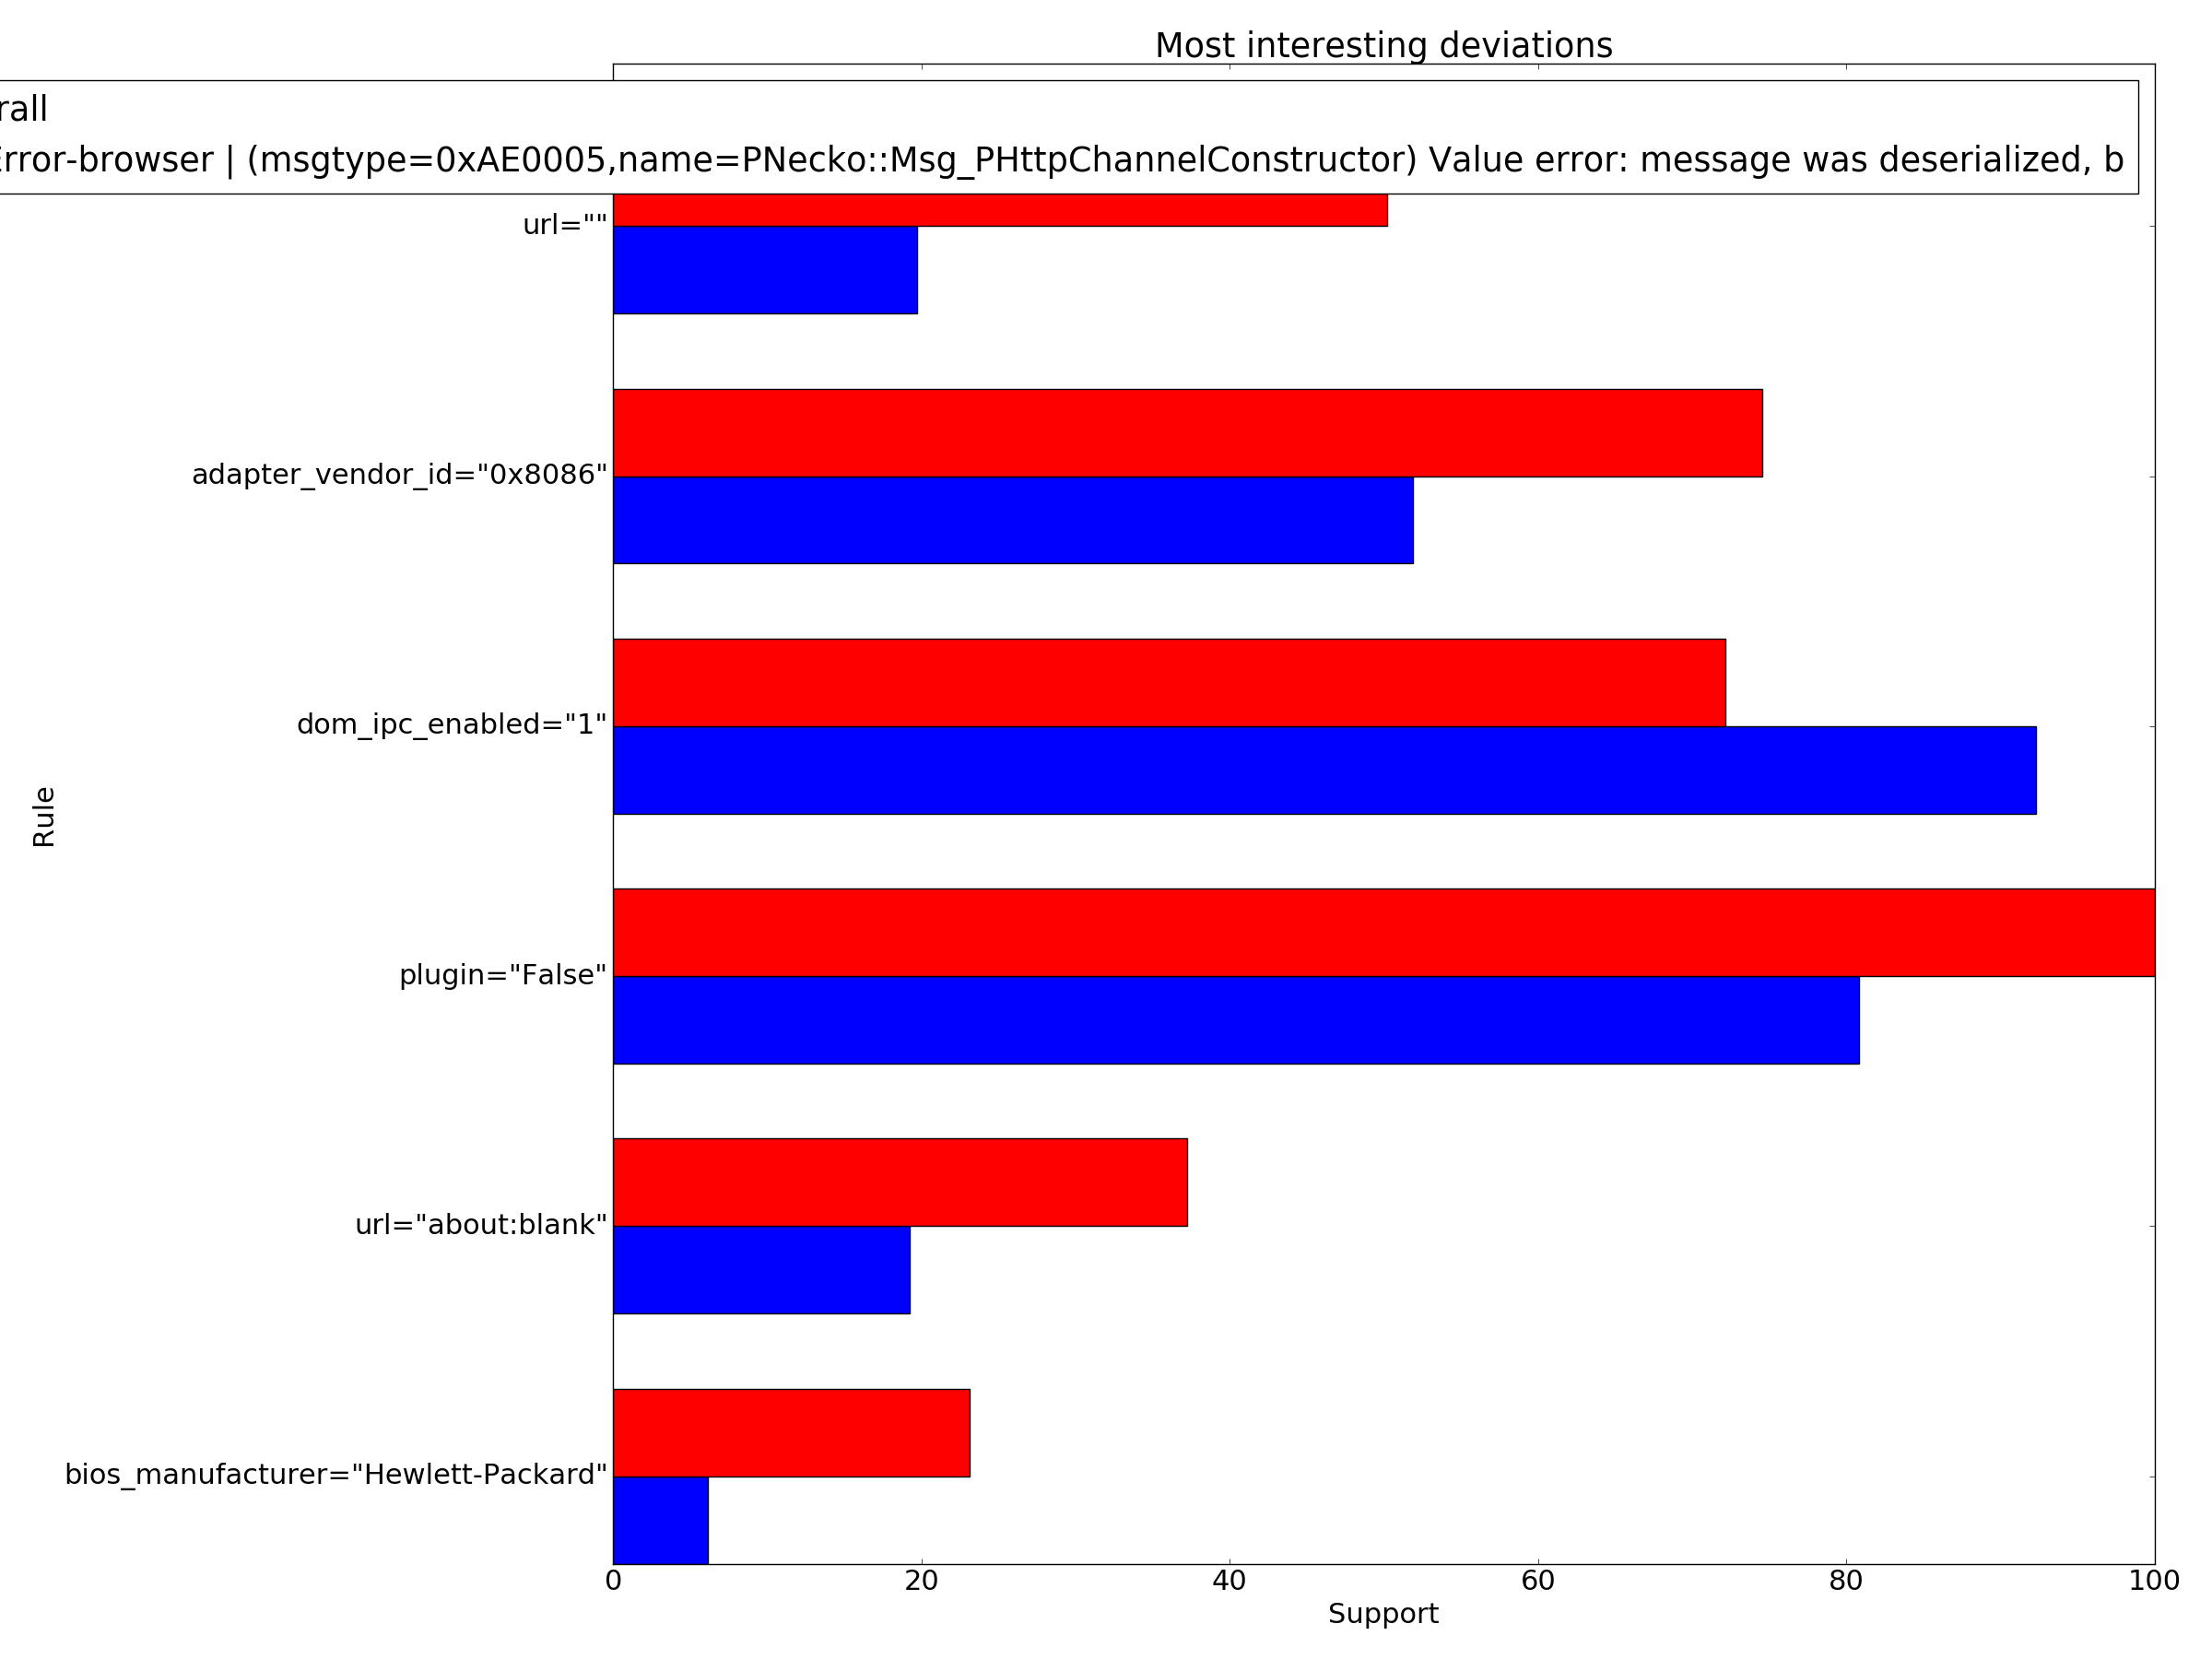 Most interesting deviations
rall
Error-browser | (msgtype=0xAE0005,name=PNecko::Msg_PHttpChannelConstructor) Value error: message was deserialized, b
url=""
adapter_vendor_id="0x8086"
dom_ipc_enabled="1"
Rule
plugin="False"
url="about:blank"
bios_manufacturer="Hewlett-Packard"
0 20 40 60 80 100
Support